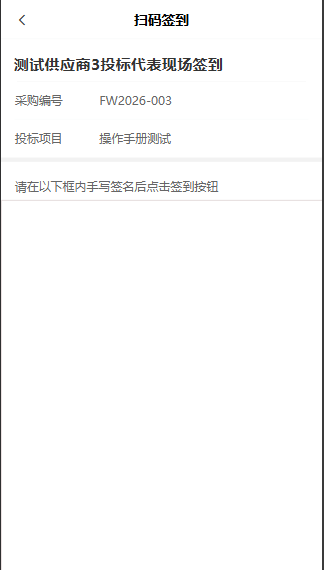 扫码签到
测试供应商3投标代表现场签到
采购编号 FW2026-003
投标项目 操作手册测试
请在以下框内手写签名后点击签到按钮